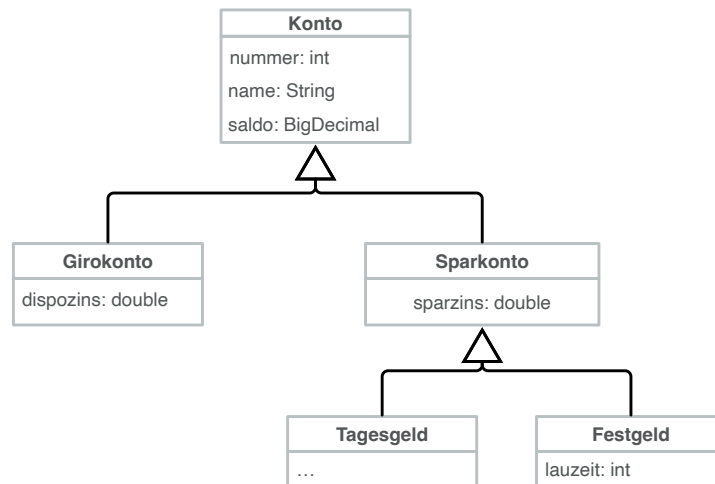 Konto
nummer: int
name: String
saldo: BigDecimal
Girokonto
dispozins: double
Sparkonto
sparzins: double
Tagesgeld
…
Festgeld
lauzeit: int